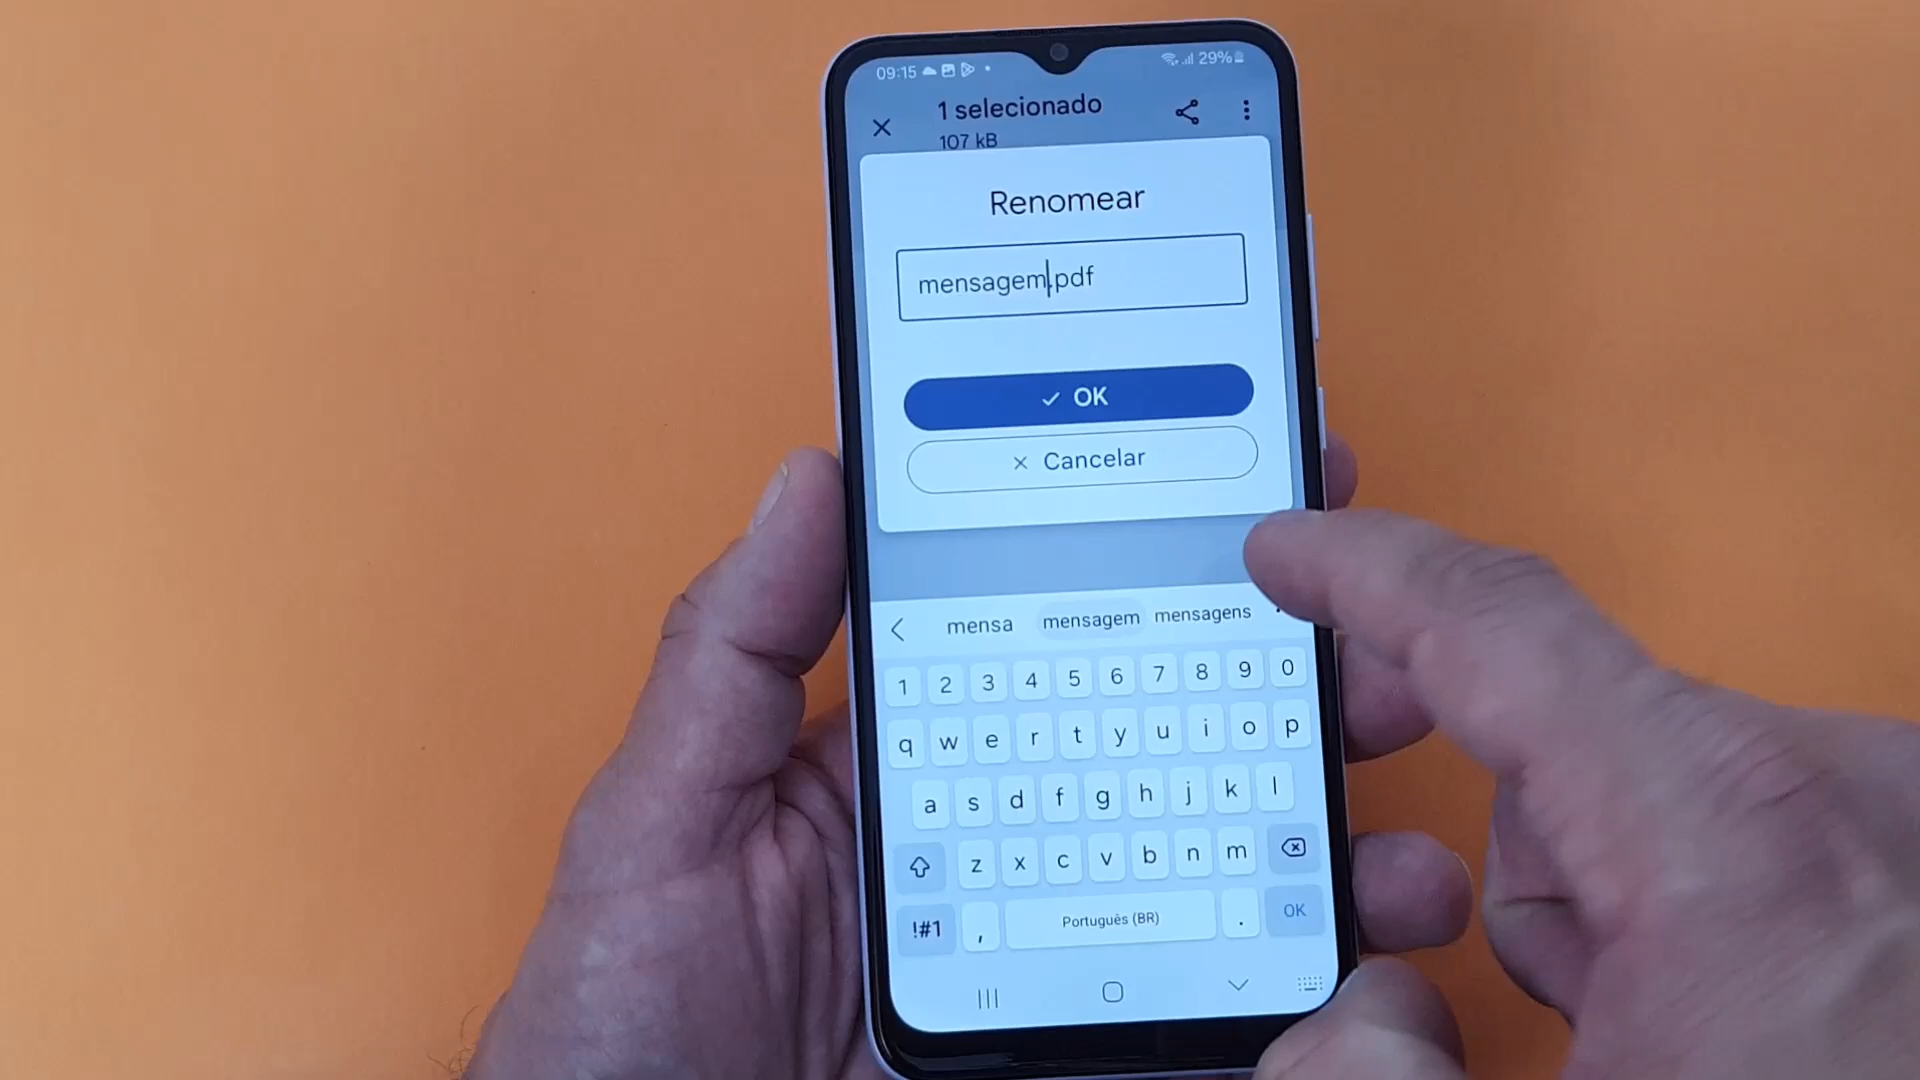 09:15
29%
1 selecionado
107 kB
Renomear
mensagem.pdf
OK
Cancelar
mensa mensagem mensagens
1 2 3 4 5 6 7 8 9 0
q w e r t y u i o p
a s d f g h j k l
z x c v b n m
!#1 , Português (BR) . OK